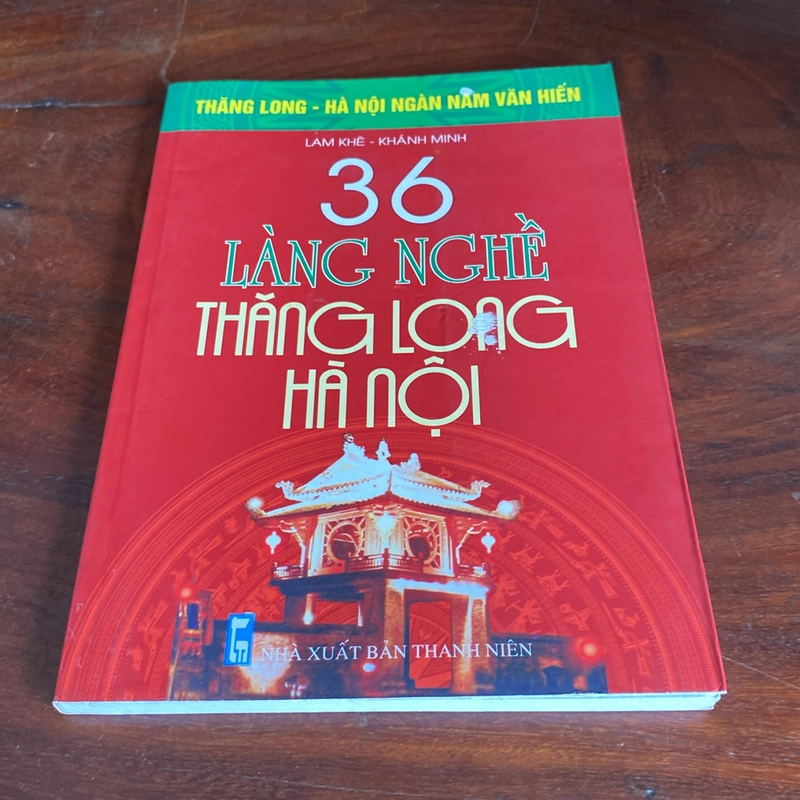 THĂNG LONG - HÀ NỘI NGÀN NĂM VĂN HIẾN
LAM KHÊ - KHÁNH MINH
36
LÀNG NGHỀ
THĂNG LONG
HÀ NỘI
NHÀ XUẤT BẢN THANH NIÊN